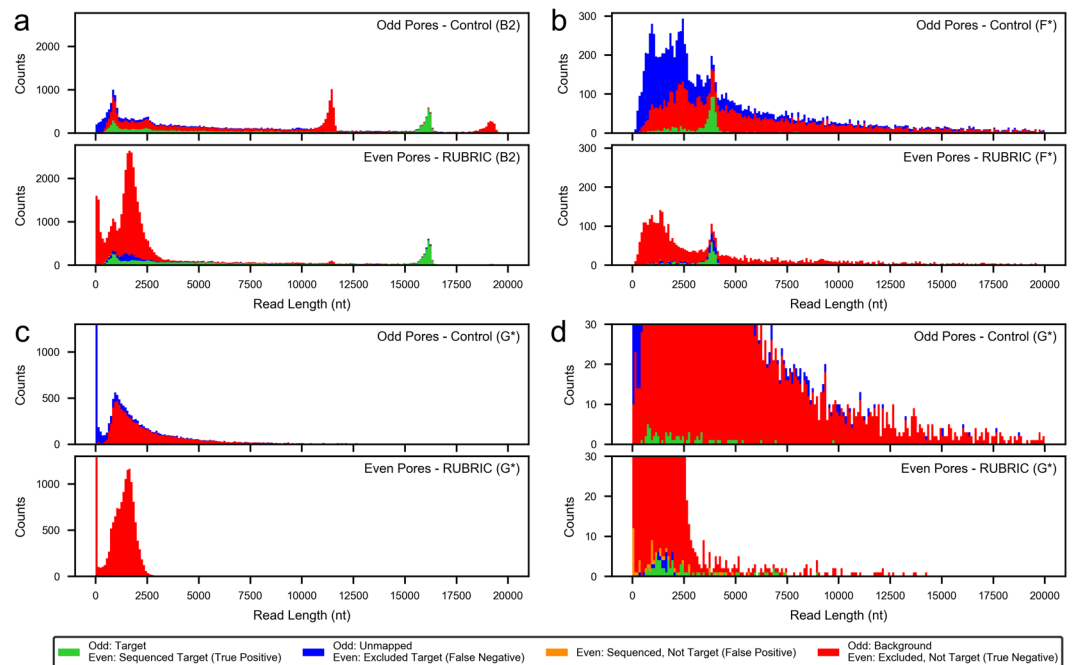 a
Odd Pores - Control (B2)
Counts
2000
1000
0
Even Pores - RUBRIC (B2)
Counts
2000
1000
0
0 2500 5000 7500 10000 12500 15000 17500 20000
Read Length (nt)
b
Odd Pores - Control (F*)
Counts
300
200
100
0
Even Pores - RUBRIC (F*)
Counts
300
200
100
0
0 2500 5000 7500 10000 12500 15000 17500 20000
Read Length (nt)
c
Odd Pores - Control (G*)
Counts
1000
500
0
Even Pores - RUBRIC (G*)
Counts
1000
500
0
0 2500 5000 7500 10000 12500 15000 17500 20000
Read Length (nt)
d
Odd Pores - Control (G*)
Counts
30
20
10
0
Even Pores - RUBRIC (G*)
Counts
30
20
10
0
0 2500 5000 7500 10000 12500 15000 17500 20000
Read Length (nt)
Odd: Target
Even: Sequenced Target (True Positive)
Odd: Unmapped
Even: Excluded Target (False Negative)
Even: Sequenced, Not Target (False Positive)
Odd: Background
Even: Excluded, Not Target (True Negative)